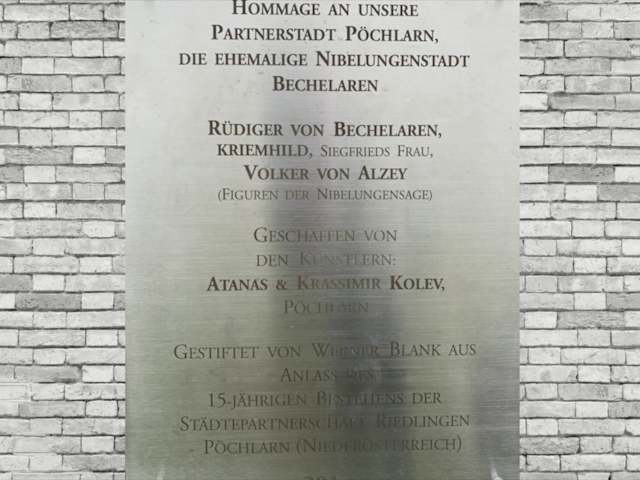 Hommage an unsere
Partnerstadt Pöchlarn,
die ehemalige Nibelungenstadt
Bechelaren
Rüdiger von Bechelaren,
kriemhild, Siegfrieds Frau,
Volker von Alzey
(Figuren der Nibelungensage)
Geschaffen von
den Künstlern:
Atanas & Krassimir Kolev,
Pöchlarn
Gestiftet von Werner Blank aus
Anlass des
15-jährigen Bestehens der
Städtepartnerschaft Riedlingen
Pöchlarn (Niederösterreich)